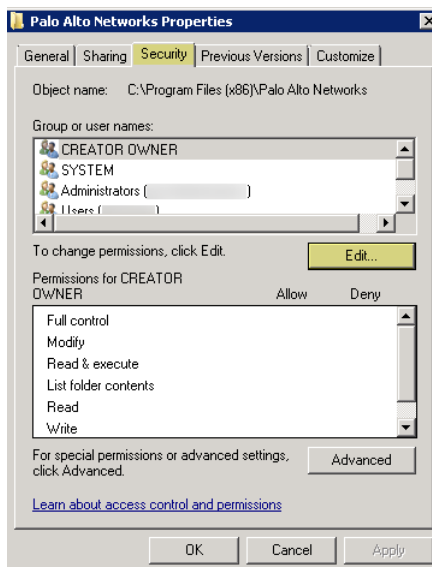 Palo Alto Networks Properties
General Sharing Security Previous Versions Customize
Object name: C:\Program Files (x86)\Palo Alto Networks
Group or user names:
CREATOR OWNER
SYSTEM
Administrators ( )
Users ( )
To change permissions, click Edit.
Edit...
Permissions for CREATOR
OWNER Allow Deny
Full control
Modify
Read & execute
List folder contents
Read
Write
For special permissions or advanced settings,
click Advanced.
Advanced
Learn about access control and permissions
OK Cancel Apply